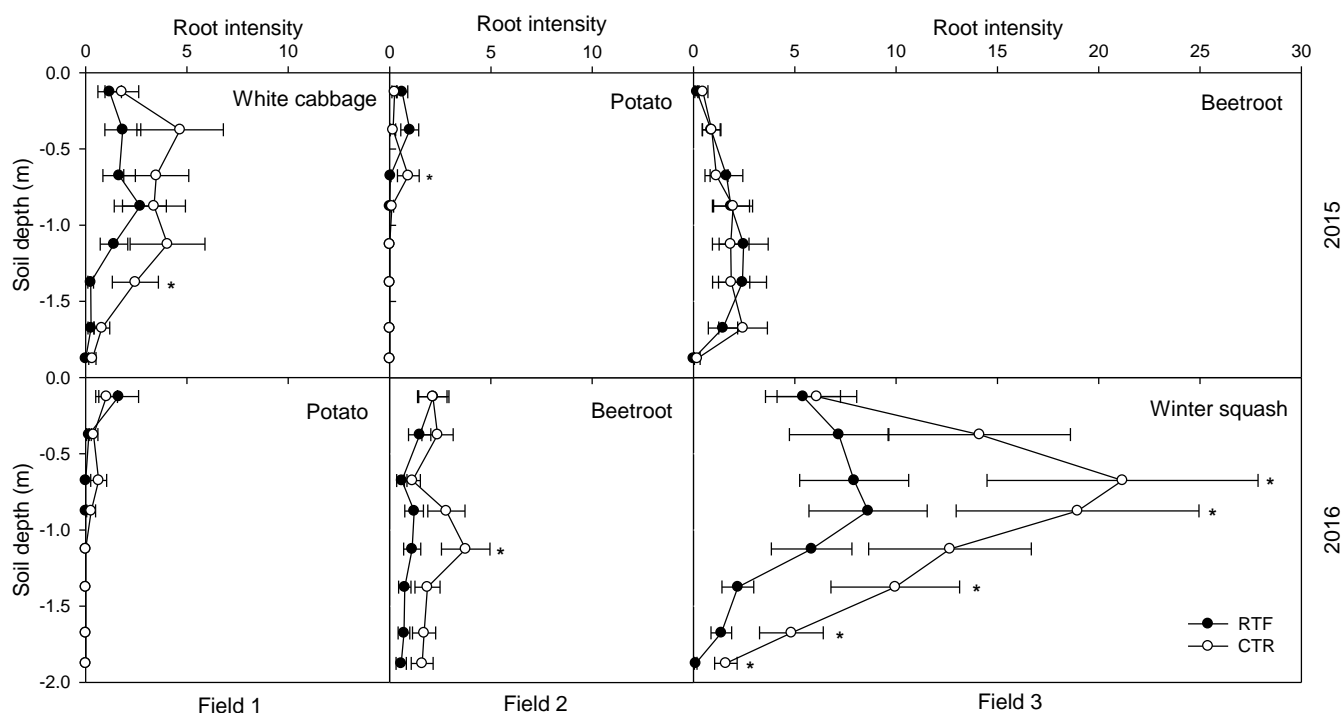 Root intensity Root intensity Root intensity
0 5 10 0 5 10 5 10 15 20 25 30
0.0
White cabbage Potato Beetroot
-0.5
*
-1.0
*
-1.5
Soil depth (m)
2015
0.0
Potato Beetroot Winter squash
-0.5
*
*
-1.0
*
*
-1.5
*
RTF
*
CTR
-2.0
Soil depth (m)
2016
Field 1 Field 2 Field 3